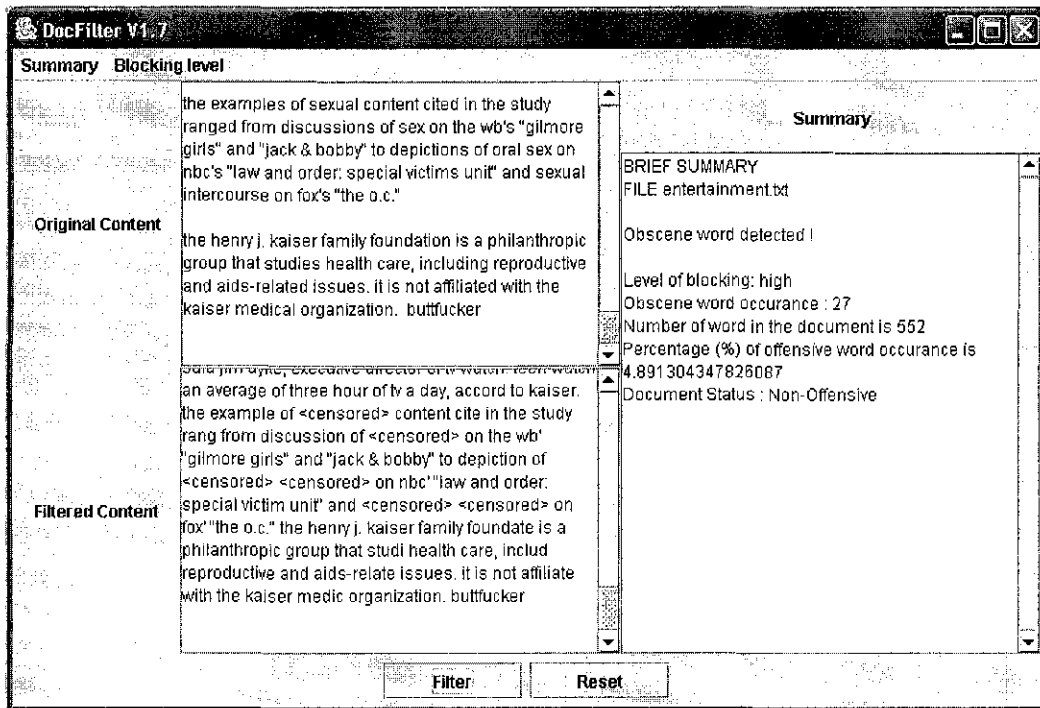 DocFilter V1.7
Summary Blocking level
Original Content
the examples of sexual content cited in the study
ranged from discussions of sex on the wb's "gilmore
girls" and "jack & bobby" to depictions of oral sex on
nbc's "law and order: special victims unit" and sexual
intercourse on fox's "the o.c."
the henry j. kaiser family foundation is a philanthropic
group that studies health care, including reproductive
and aids-related issues. it is not affiliated with the
kaiser medical organization. buttfucker
Filtered Content
an average of three hour of tv a day, accord to kaiser.
the example of <censored> content cite in the study
rang from discussion of <censored> on the wb'
"gilmore girls" and "jack & bobby" to depiction of
<censored> <censored> on nbc' "law and order:
special victim unit" and <censored> <censored> on
fox' "the o.c." the henry j. kaiser family foundate is a
philanthropic group that studi health care, includ
reproductive and aids-relate issues. it is not affiliate
with the kaiser medic organization. buttfucker
Summary
BRIEF SUMMARY
FILE entertainment.txt
Obscene word detected !
Level of blocking: high
Obscene word occurance : 27
Number of word in the document is 552
Percentage (%) of offensive word occurance is
4.891304347826087
Document Status : Non-Offensive
Filter Reset